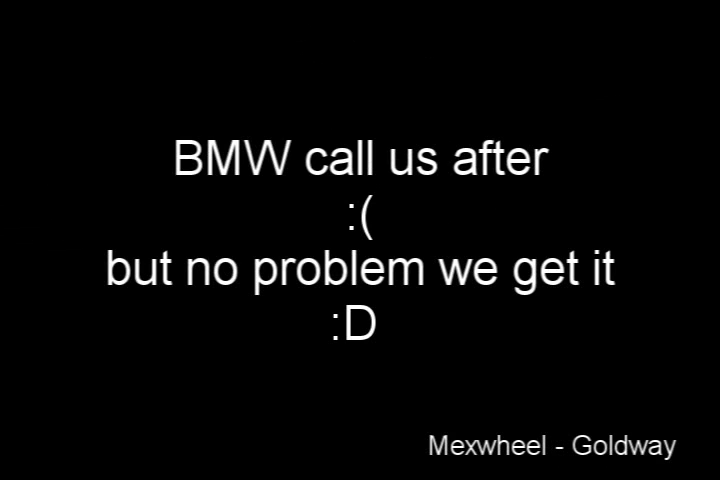 BMW call us after
:(
but no problem we get it
:D
Mexwheel - Goldway